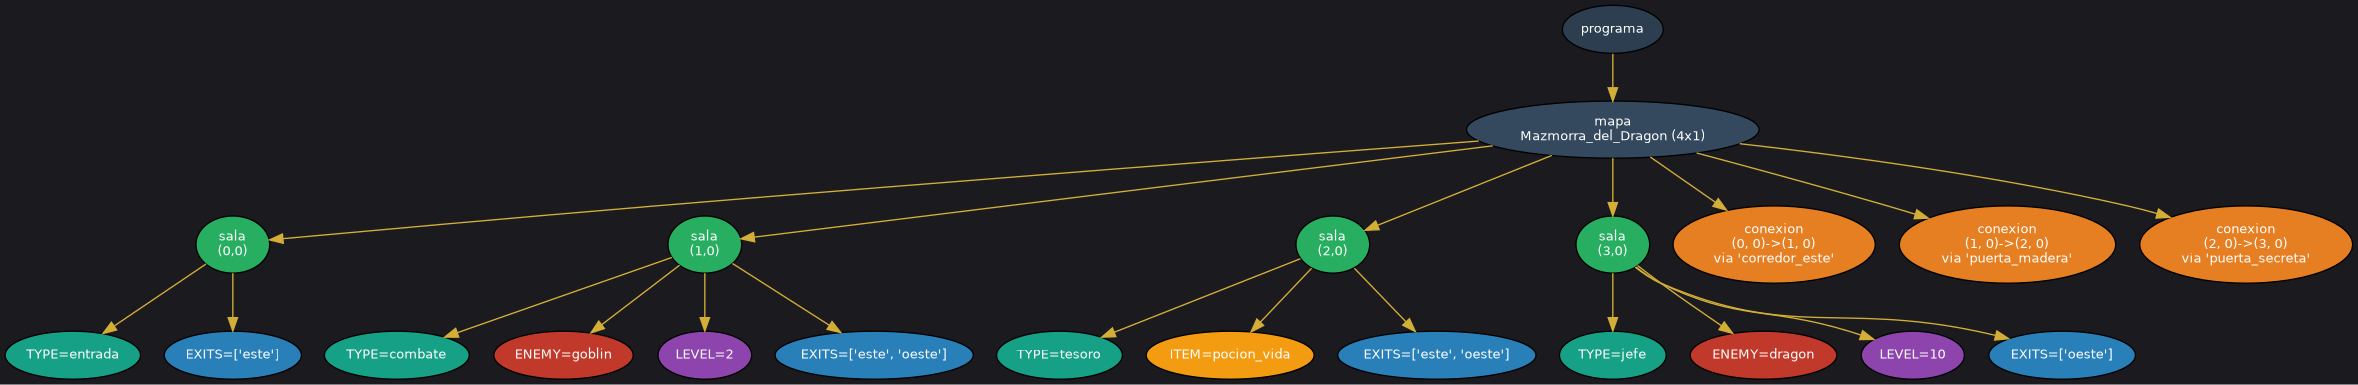 programa
mapa
Mazmorra_del_Dragon (4x1)
sala
(0,0)
sala
(1,0)
sala
(2,0)
sala
(3,0)
conexion
(0, 0)->(1, 0)
via 'corredor_este'
conexion
(1, 0)->(2, 0)
via 'puerta_madera'
conexion
(2, 0)->(3, 0)
via 'puerta_secreta'
TYPE=entrada
EXITS=['este']
TYPE=combate
ENEMY=goblin
LEVEL=2
EXITS=['este', 'oeste']
TYPE=tesoro
ITEM=pocion_vida
EXITS=['este', 'oeste']
TYPE=jefe
ENEMY=dragon
LEVEL=10
EXITS=['oeste']